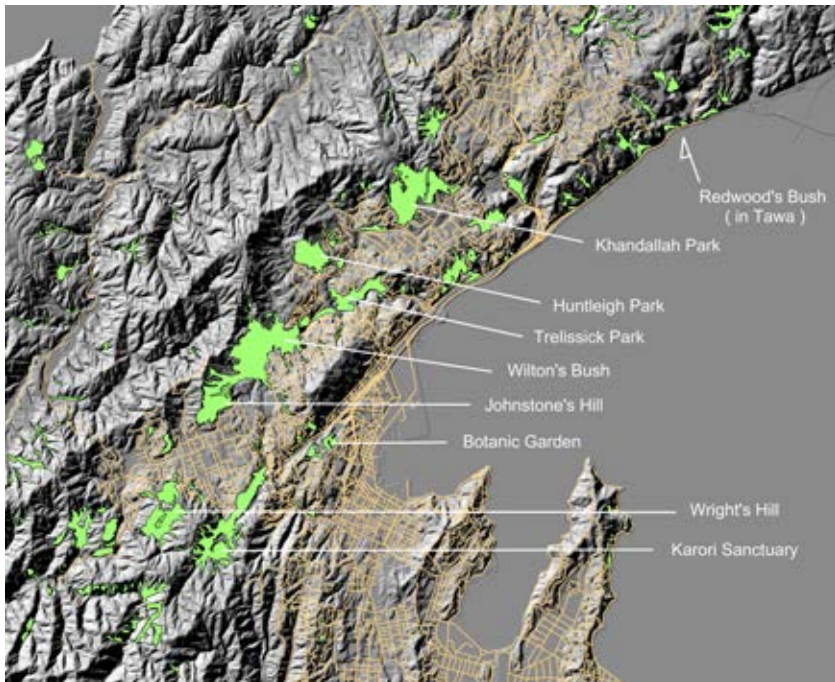 Redwood's Bush
( in Tawa )
Khandallah Park
Huntleigh Park
Trelissick Park
Wilton's Bush
Johnstone's Hill
Botanic Garden
Wright's Hill
Karori Sanctuary